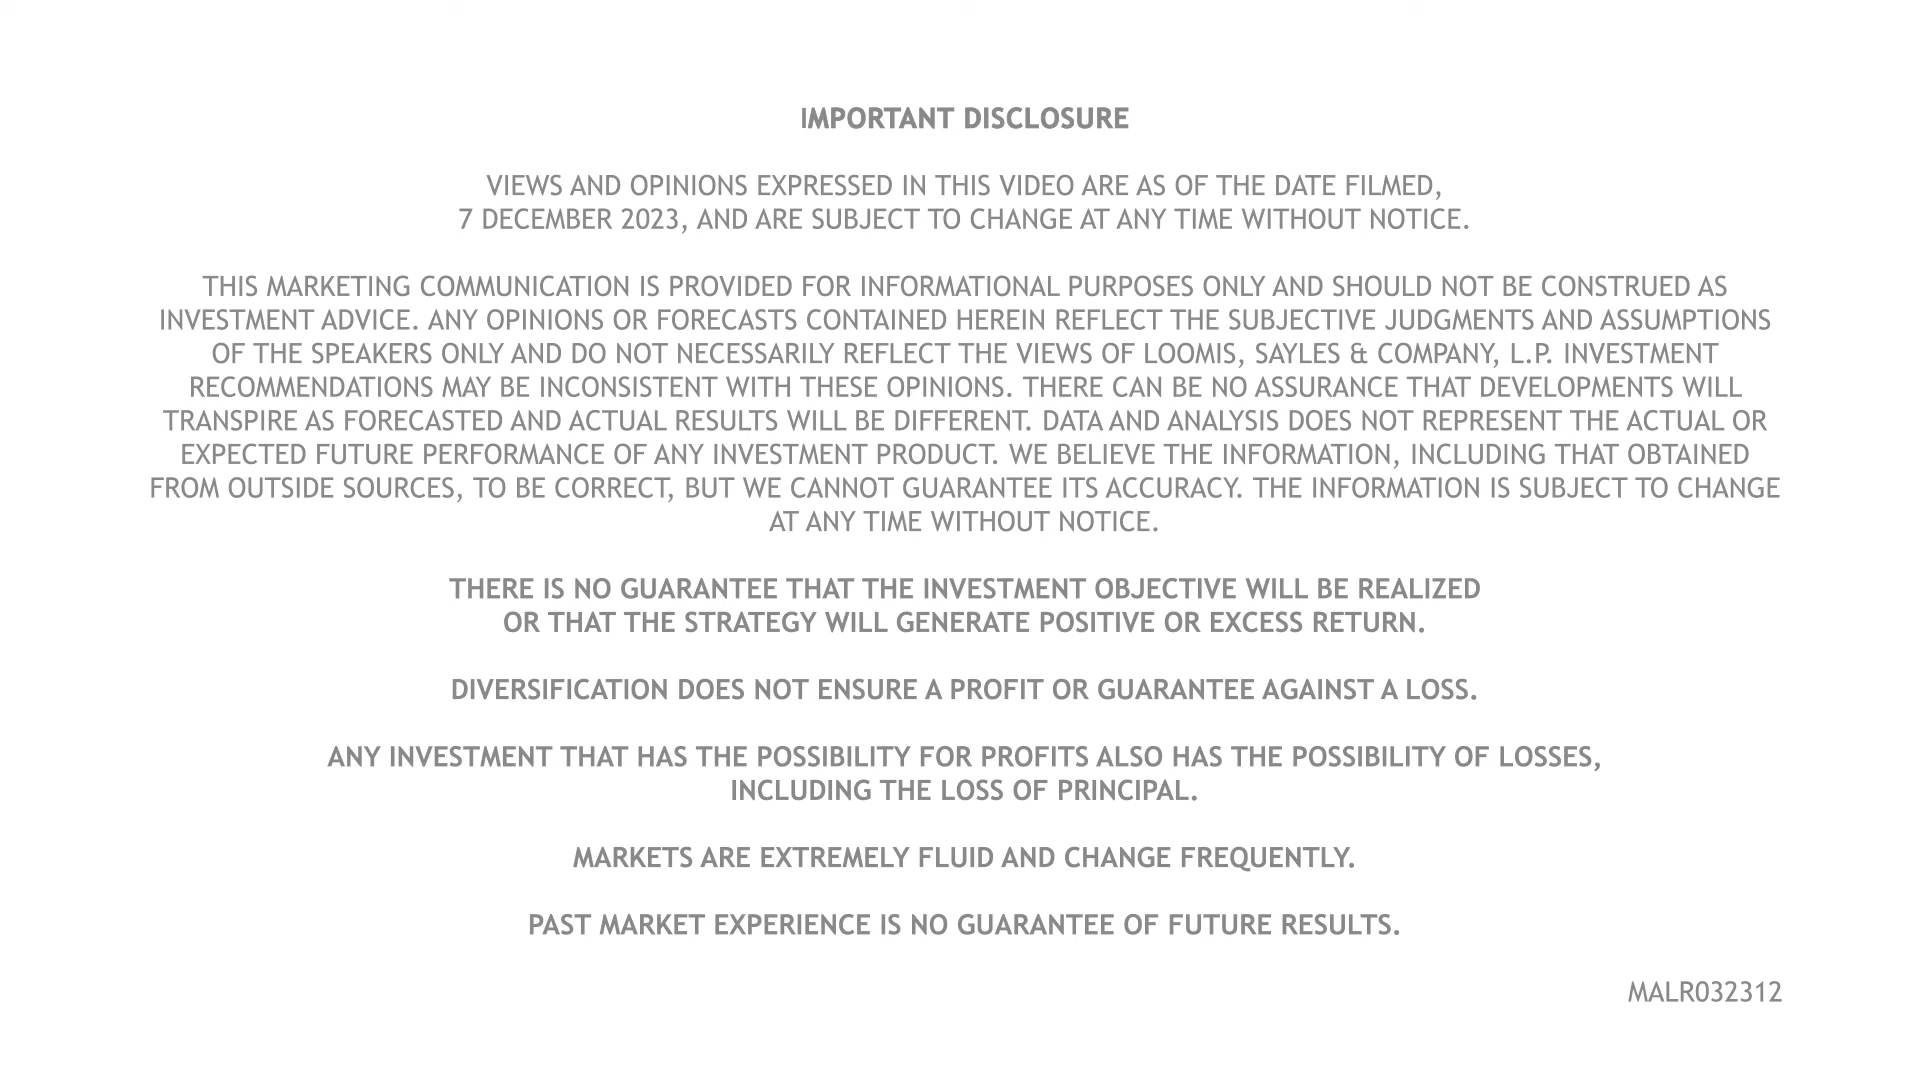 IMPORTANT DISCLOSURE
VIEWS AND OPINIONS EXPRESSED IN THIS VIDEO ARE AS OF THE DATE FILMED,
7 DECEMBER 2023, AND ARE SUBJECT TO CHANGE AT ANY TIME WITHOUT NOTICE.
THIS MARKETING COMMUNICATION IS PROVIDED FOR INFORMATIONAL PURPOSES ONLY AND SHOULD NOT BE CONSTRUED AS
INVESTMENT ADVICE. ANY OPINIONS OR FORECASTS CONTAINED HEREIN REFLECT THE SUBJECTIVE JUDGMENTS AND ASSUMPTIONS
OF THE SPEAKERS ONLY AND DO NOT NECESSARILY REFLECT THE VIEWS OF LOOMIS, SAYLES & COMPANY, L.P. INVESTMENT
RECOMMENDATIONS MAY BE INCONSISTENT WITH THESE OPINIONS. THERE CAN BE NO ASSURANCE THAT DEVELOPMENTS WILL
TRANSPIRE AS FORECASTED AND ACTUAL RESULTS WILL BE DIFFERENT. DATA AND ANALYSIS DOES NOT REPRESENT THE ACTUAL OR
EXPECTED FUTURE PERFORMANCE OF ANY INVESTMENT PRODUCT. WE BELIEVE THE INFORMATION, INCLUDING THAT OBTAINED
FROM OUTSIDE SOURCES, TO BE CORRECT, BUT WE CANNOT GUARANTEE ITS ACCURACY. THE INFORMATION IS SUBJECT TO CHANGE
AT ANY TIME WITHOUT NOTICE.
THERE IS NO GUARANTEE THAT THE INVESTMENT OBJECTIVE WILL BE REALIZED
OR THAT THE STRATEGY WILL GENERATE POSITIVE OR EXCESS RETURN.
DIVERSIFICATION DOES NOT ENSURE A PROFIT OR GUARANTEE AGAINST A LOSS.
ANY INVESTMENT THAT HAS THE POSSIBILITY FOR PROFITS ALSO HAS THE POSSIBILITY OF LOSSES,
INCLUDING THE LOSS OF PRINCIPAL.
MARKETS ARE EXTREMELY FLUID AND CHANGE FREQUENTLY.
PAST MARKET EXPERIENCE IS NO GUARANTEE OF FUTURE RESULTS.
MALR032312